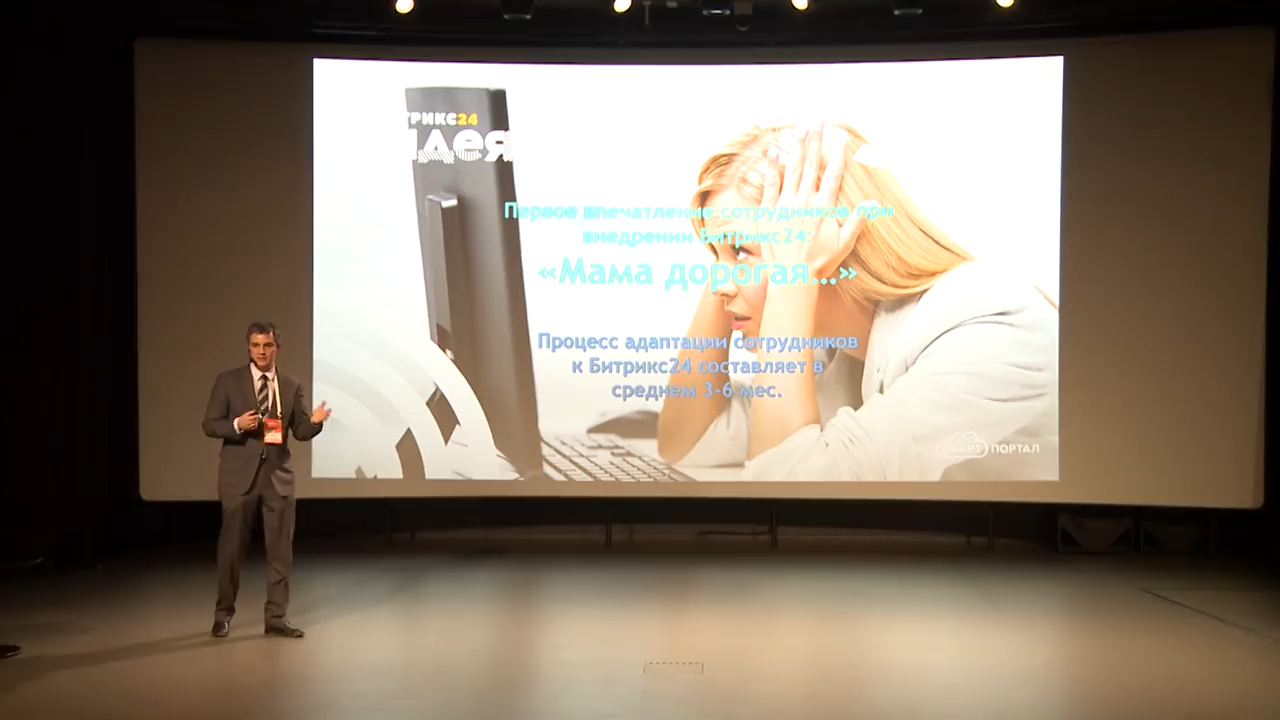 ТРИКС24
идея
Первое впечатление сотрудников при
внедрении Битрикс24:
«Мама дорогая...»
Процесс адаптации сотрудников
к Битрикс24 составляет в
среднем 3-6 мес.
СМАРТ ПОРТАЛ